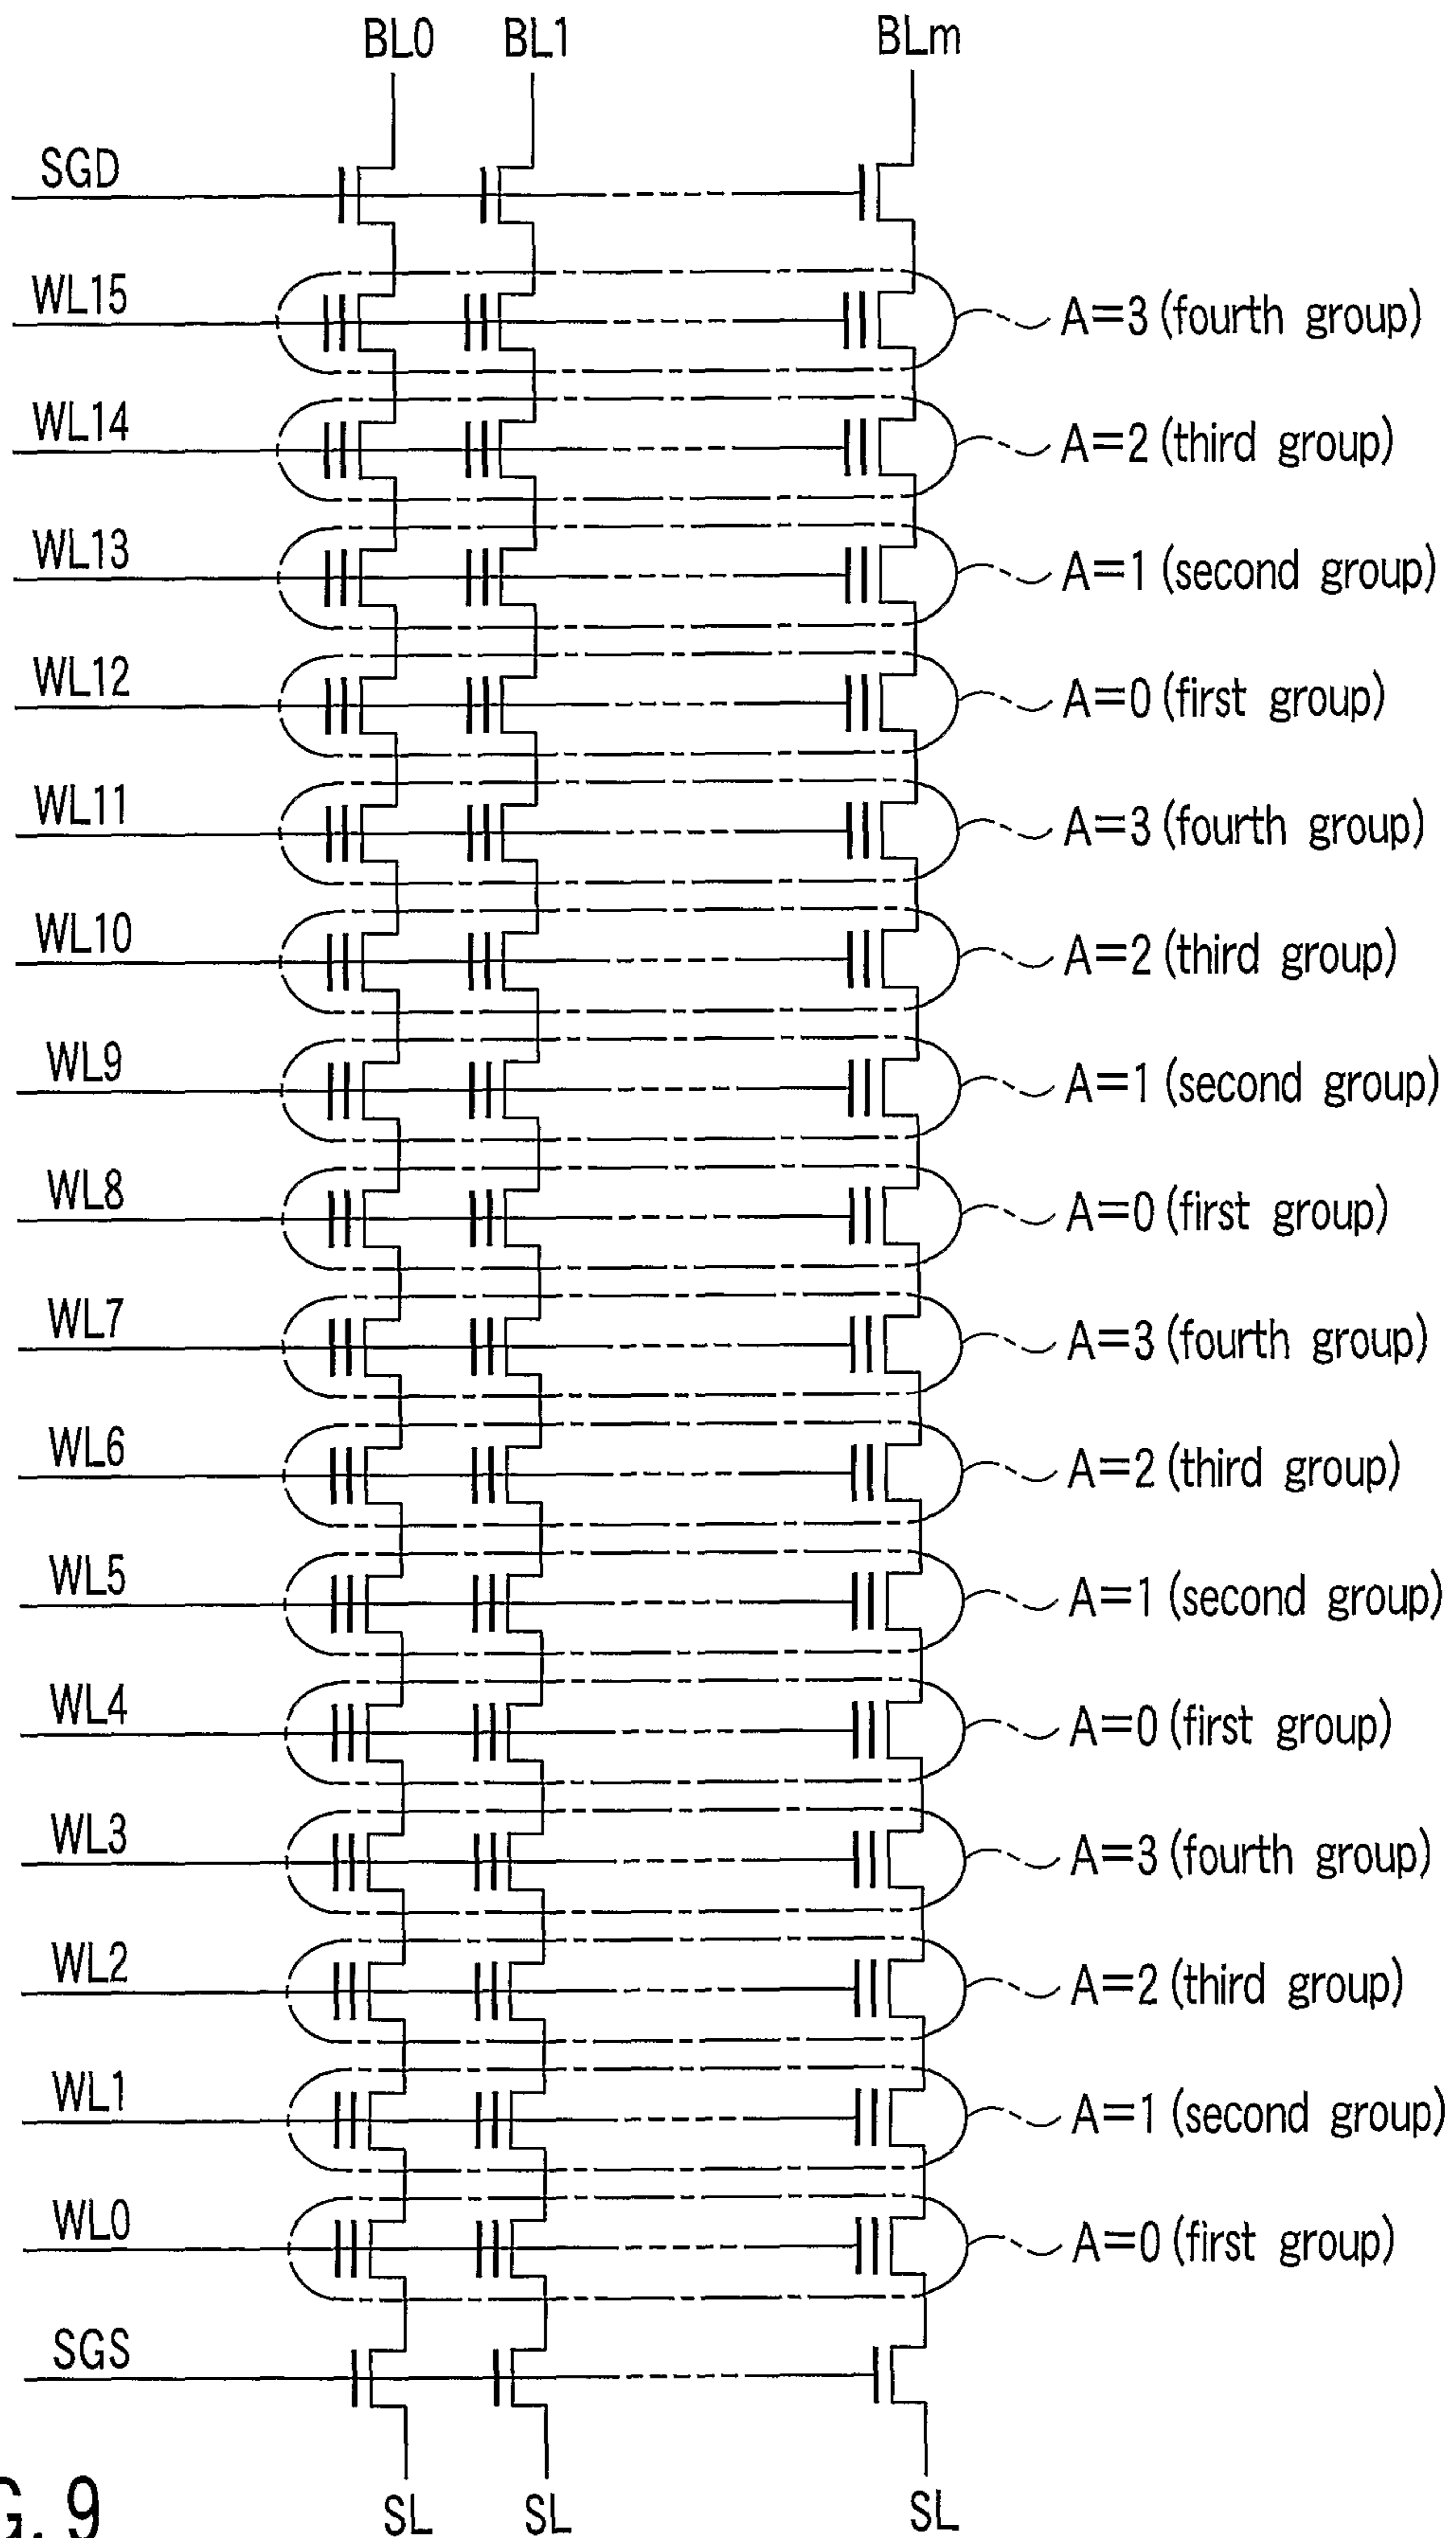 BL0 BL1 BLm
SGD
WL15 A=3 (fourth group)
WL14 A=2 (third group)
WL13 A=1 (second group)
WL12 A=0 (first group)
WL11 A=3 (fourth group)
WL10 A=2 (third group)
WL9 A=1 (second group)
WL8 A=0 (first group)
WL7 A=3 (fourth group)
WL6 A=2 (third group)
WL5 A=1 (second group)
WL4 A=0 (first group)
WL3 A=3 (fourth group)
WL2 A=2 (third group)
WL1 A=1 (second group)
WL0 A=0 (first group)
SGS
SL SL SL
G. 9